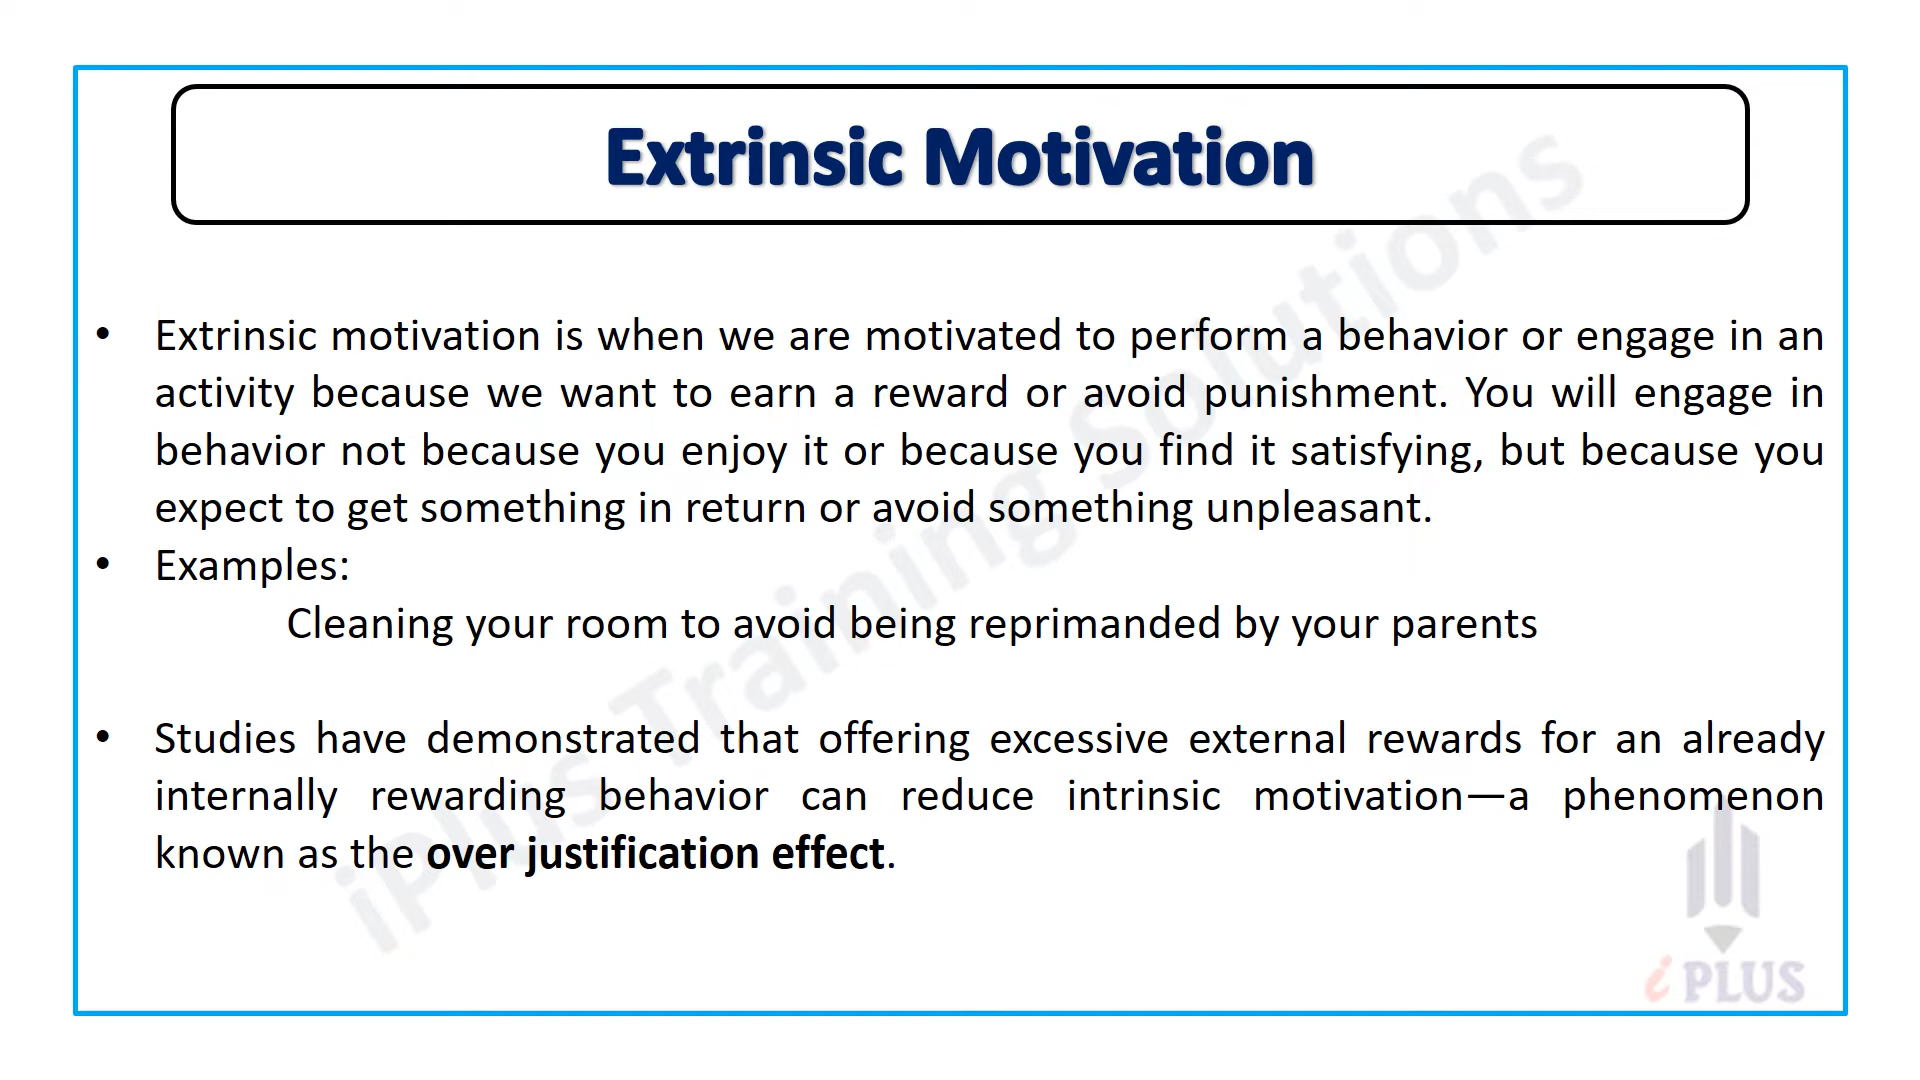 Extrinsic Motivation
• Extrinsic motivation is when we are motivated to perform a behavior or engage in an
activity because we want to earn a reward or avoid punishment. You will engage in
behavior not because you enjoy it or because you find it satisfying, but because you
expect to get something in return or avoid something unpleasant.
• Examples:
Cleaning your room to avoid being reprimanded by your parents
• Studies have demonstrated that offering excessive external rewards for an already
internally rewarding behavior can reduce intrinsic motivation—a phenomenon
known as the over justification effect.
iPlus Training Solutions
i PLUS